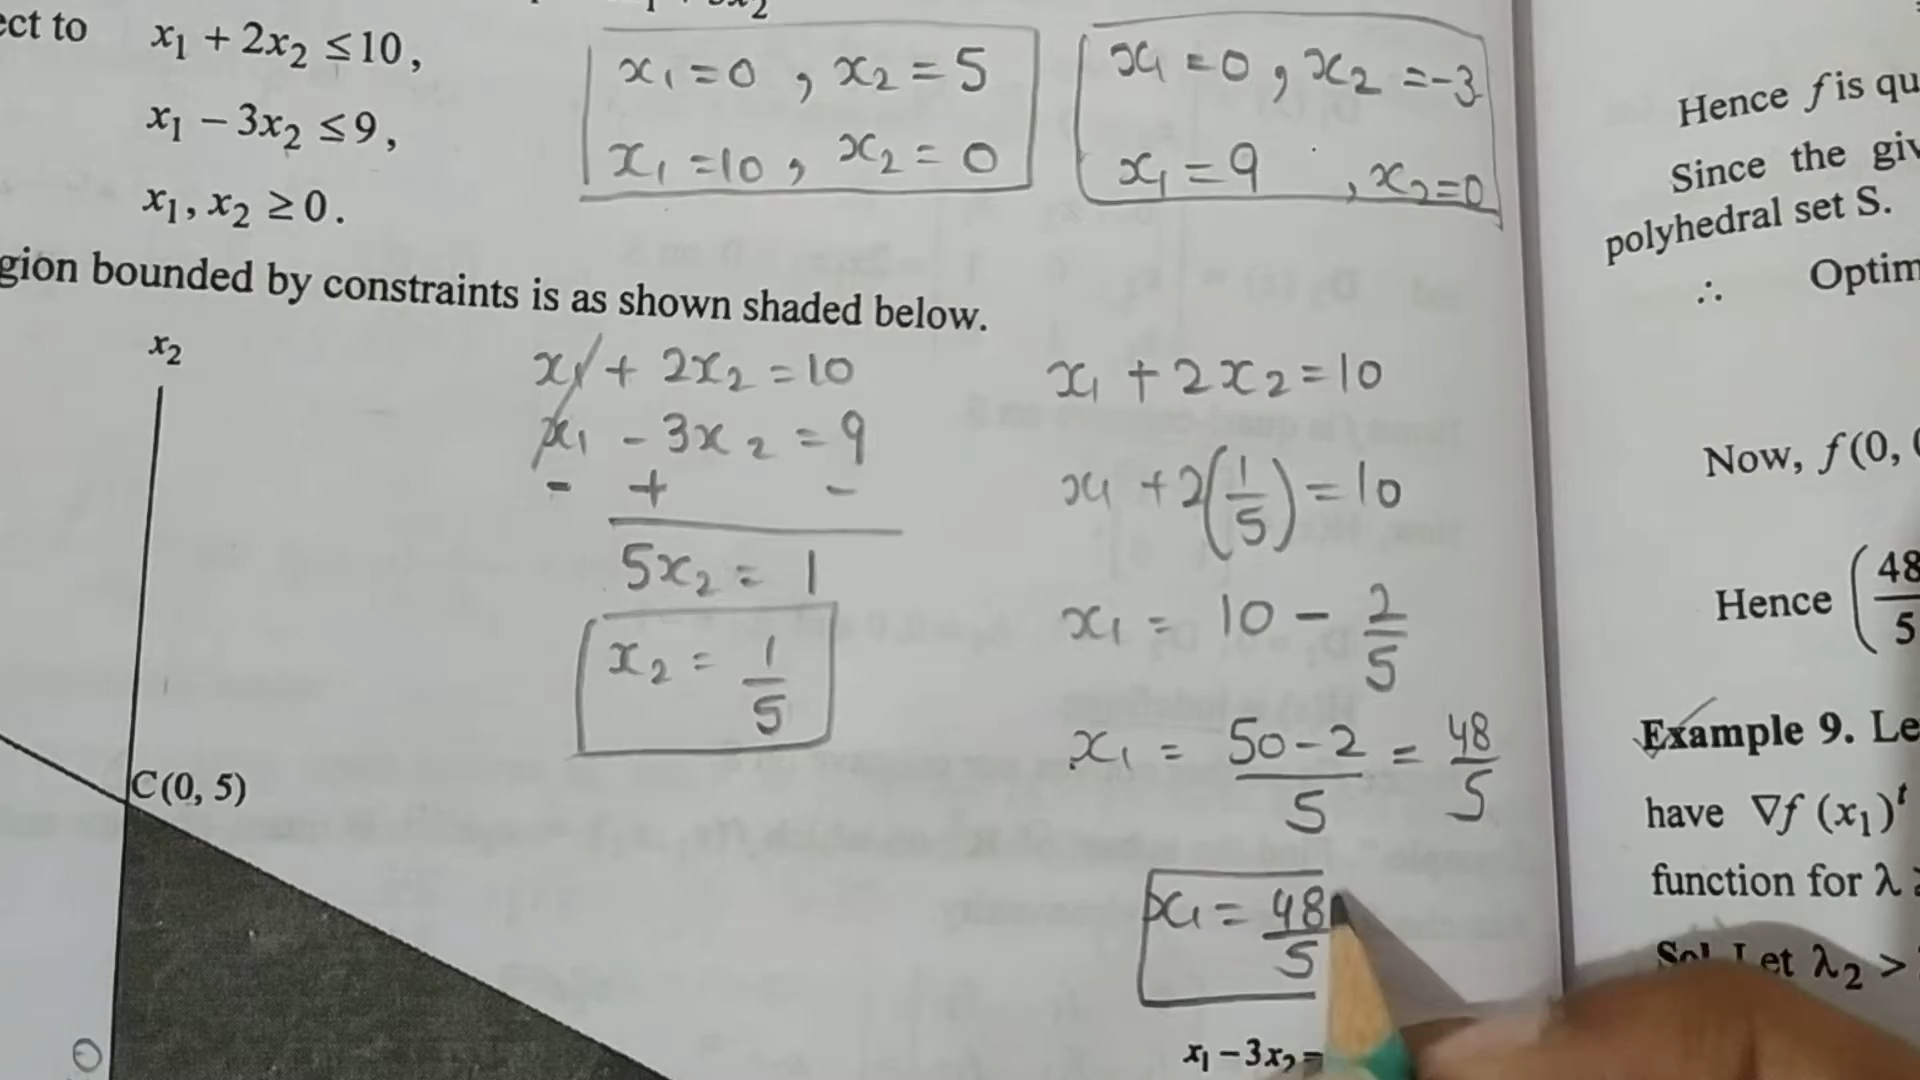 ect to x₁ + 2x₂ ≤ 10,
x₁ − 3x₂ ≤ 9,
x₁, x₂ ≥ 0.
x₁ = 0 , x₂ = 5
x₁ = 10 , x₂ = 0
x₁ = 0 , x₂ = -3
x₁ = 9 , x₂ = 0
gion bounded by constraints is as shown shaded below.
x₂
C(0, 5)
x₁ + 2x₂ = 10
x₁ - 3x₂ = 9
- + -
5x₂ = 1
x₂ = 1/5
x₁ + 2x₂ = 10
x₁ + 2(1/5) = 10
x₁ = 10 - 2/5
x₁ = 50-2/5 = 48/5
x₁ = 48/5
x₁ − 3x₂ =
Hence f is qu
Since the giv
polyhedral set S.
∴ Optim
Now, f(0, 0
Hence (48/5
Example 9. Le
have ∇f (x₁)ᵗ
function for λ ≥
Sol. Let λ₂ >